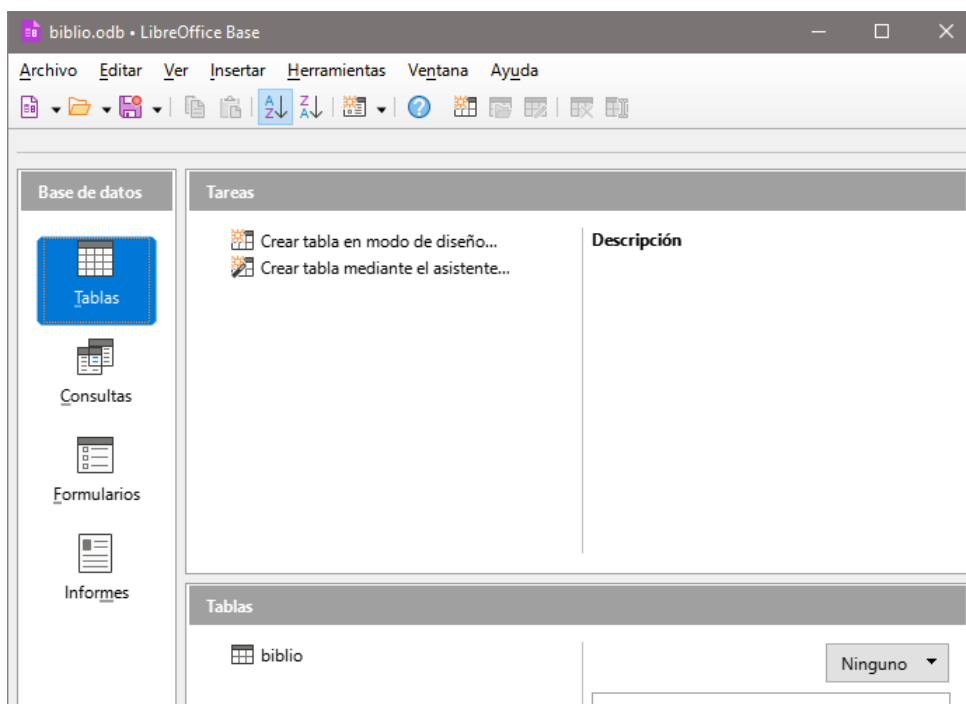 biblio.odb • LibreOffice Base
Archivo Editar Ver Insertar Herramientas Ventana Ayuda
Base de datos
Tareas
Crear tabla en modo de diseño...
Crear tabla mediante el asistente...
Descripción
Tablas
Consultas
Formularios
Informes
Tablas
biblio
Ninguno